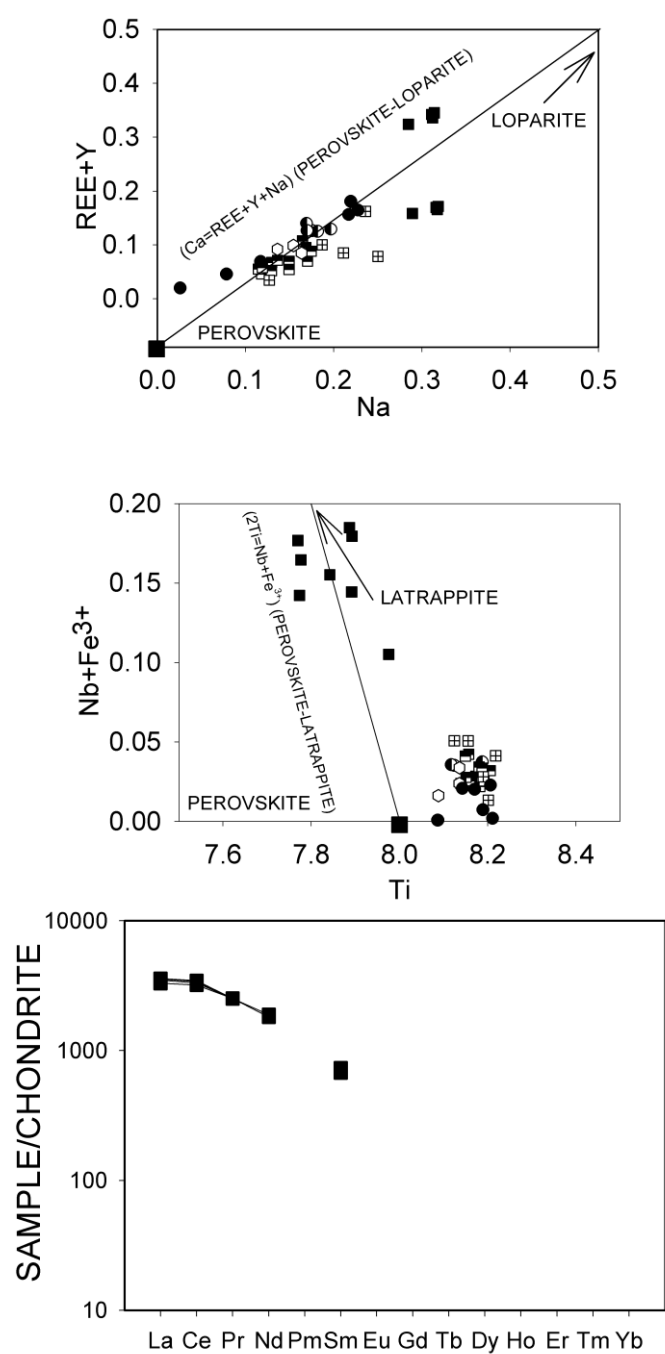 0.5
0.4
0.3
0.2
0.1
0.0
REE+Y
(Ca=REE+Y+Na) (PEROVSKITE-LOPARITE)
LOPARITE
PEROVSKITE
0.0 0.1 0.2 0.3 0.4 0.5
Na
0.20
0.15
0.10
0.05
0.00
Nb+Fe3+
(2Ti=Nb+Fe3+) (PEROVSKITE-LATRAPPITE)
LATRAPPITE
PEROVSKITE
7.6 7.8 8.0 8.2 8.4
Ti
10000
1000
100
10
SAMPLE/CHONDRITE
La Ce Pr Nd Pm Sm Eu Gd Tb Dy Ho Er Tm Yb